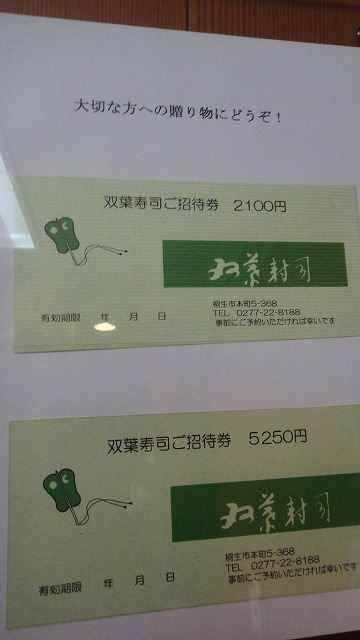 大切な方への贈り物にどうぞ！
双葉寿司ご招待券 2100円
双葉寿司
桐生市本町5-368
TEL 0277-22-8188
事前にご予約いただければ幸いです
有効期限 年 月 日
双葉寿司ご招待券 5250円
双葉寿司
桐生市本町5-368
TEL 0277-22-8188
事前にご予約いただければ幸いです
有効期限 年 月 日